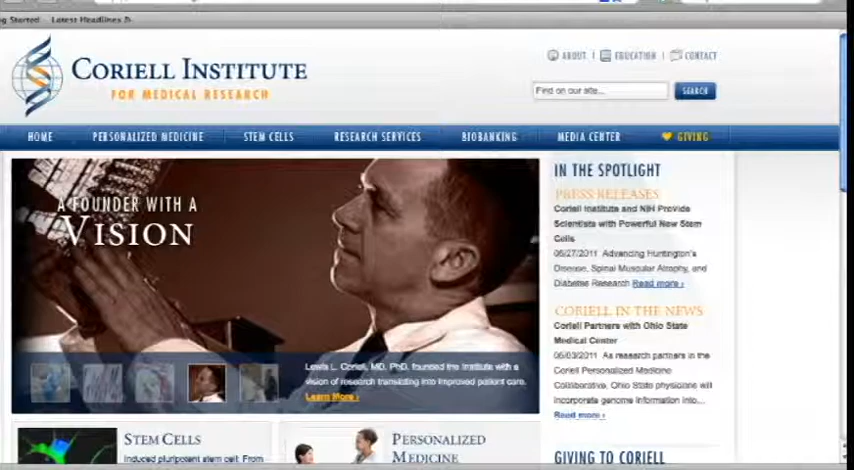 ng Started
Latest Headlines
CORIELL INSTITUTE
FOR MEDICAL RESEARCH
ABOUT | EDUCATION | CONTACT
Find on our site...
SEARCH
HOME
PERSONALIZED MEDICINE
STEM CELLS
RESEARCH SERVICES
BIOBANKING
MEDIA CENTER
GIVING
A FOUNDER WITH A
VISION
Lewis L. Coriell, MD, PhD, founded the Institute with a
vision of research translating into improved patient care.
Learn More ›
IN THE SPOTLIGHT
PRESS RELEASES
Coriell Institute and NIH Provide
Scientists with Powerful New Stem
Cells
06/27/2011 Advancing Huntington's
Disease, Spinal Muscular Atrophy, and
Diabetes Research Read more ›
CORIELL IN THE NEWS
Coriell Partners with Ohio State
Medical Center
06/03/2011 As research partners in the
Coriell Personalized Medicine
Collaborative, Ohio State physicians will
incorporate genome information into...
Read more ›
GIVING TO CORIELL
STEM CELLS
Induced pluripotent stem cell: From
PERSONALIZED
MEDICINE